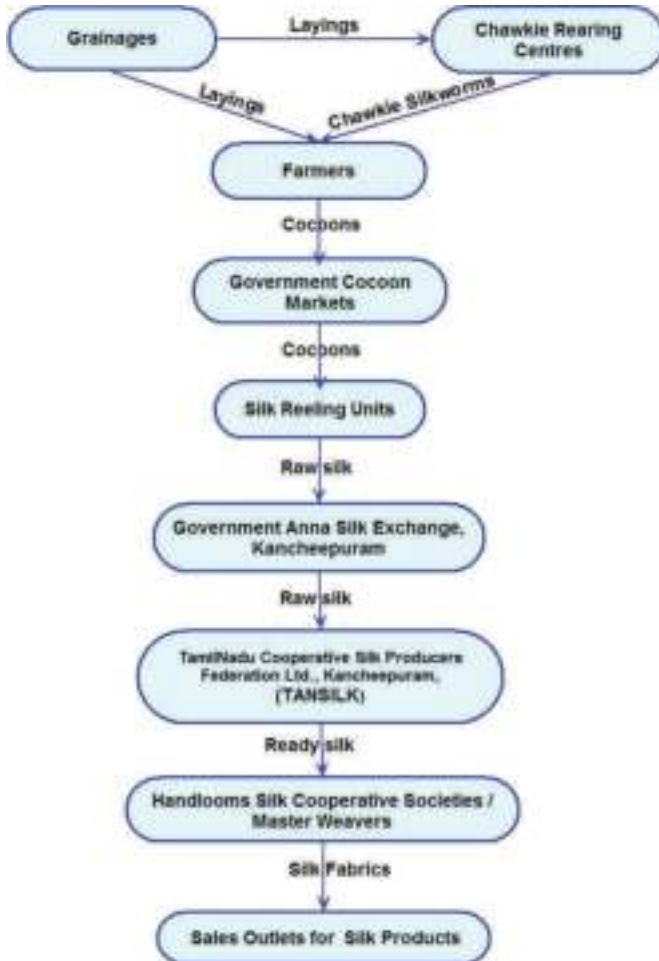 Grainages
Layings
Chawkie Rearing
Centres
Layings
Chawkie Silkworms
Farmers
Cocoons
Government Cocoon
Markets
Cocoons
Silk Reeling Units
Raw silk
Government Anna Silk Exchange,
Kancheepuram
Raw silk
TamilNadu Cooperative Silk Producers
Federation Ltd., Kancheepuram,
(TANSILK)
Ready silk
Handlooms Silk Cooperative Societies /
Master Weavers
Silk Fabrics
Sales Outlets for Silk Products